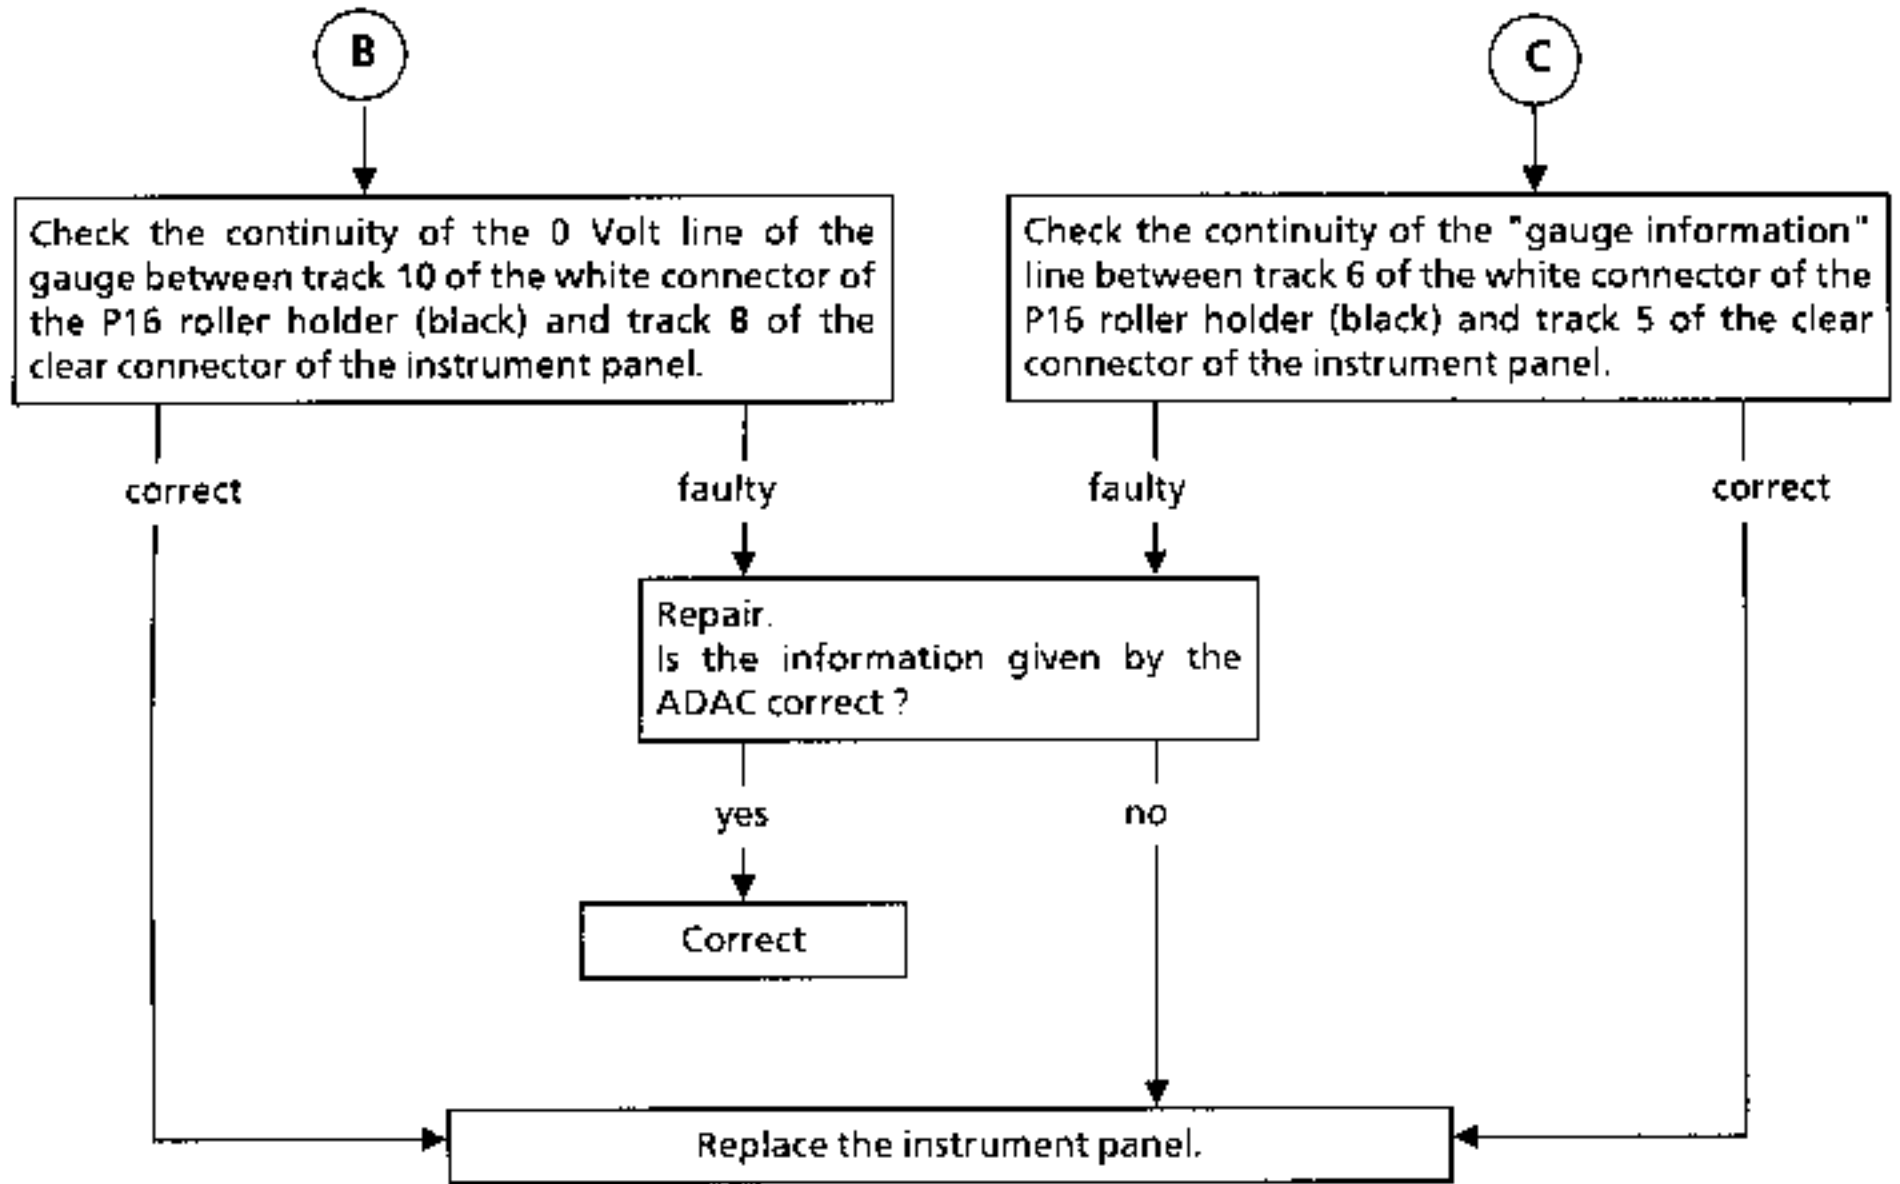 B
Check the continuity of the 0 Volt line of the
gauge between track 10 of the white connector of
the P16 roller holder (black) and track 8 of the
clear connector of the instrument panel.
C
Check the continuity of the "gauge information"
line between track 6 of the white connector of the
P16 roller holder (black) and track 5 of the clear
connector of the instrument panel.
correct
faulty
faulty
correct
Repair.
Is the information given by the
ADAC correct ?
yes
no
Correct
Replace the instrument panel.